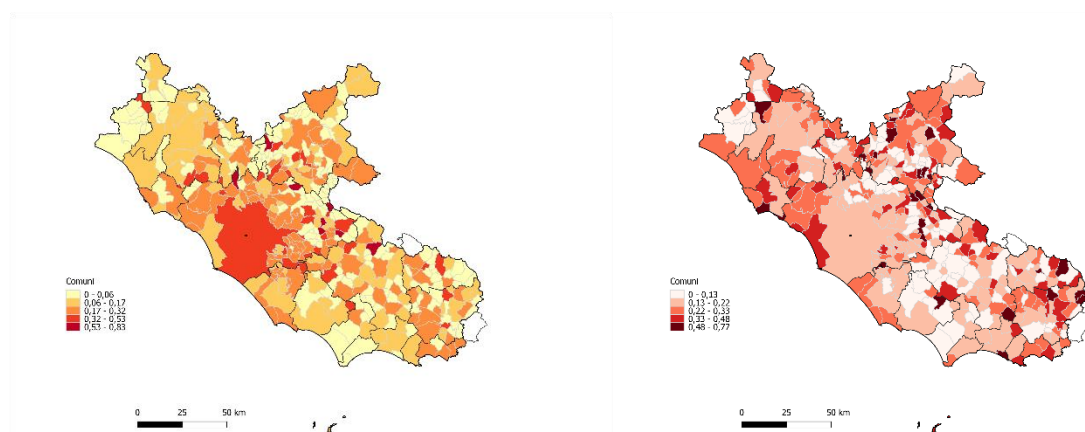 Comuni
0 - 0,06
0,06 - 0,17
0,17 - 0,32
0,32 - 0,53
0,53 - 0,83
0 25 50 km
Comuni
0 - 0,13
0,13 - 0,22
0,22 - 0,33
0,33 - 0,48
0,48 - 0,77
0 25 50 km